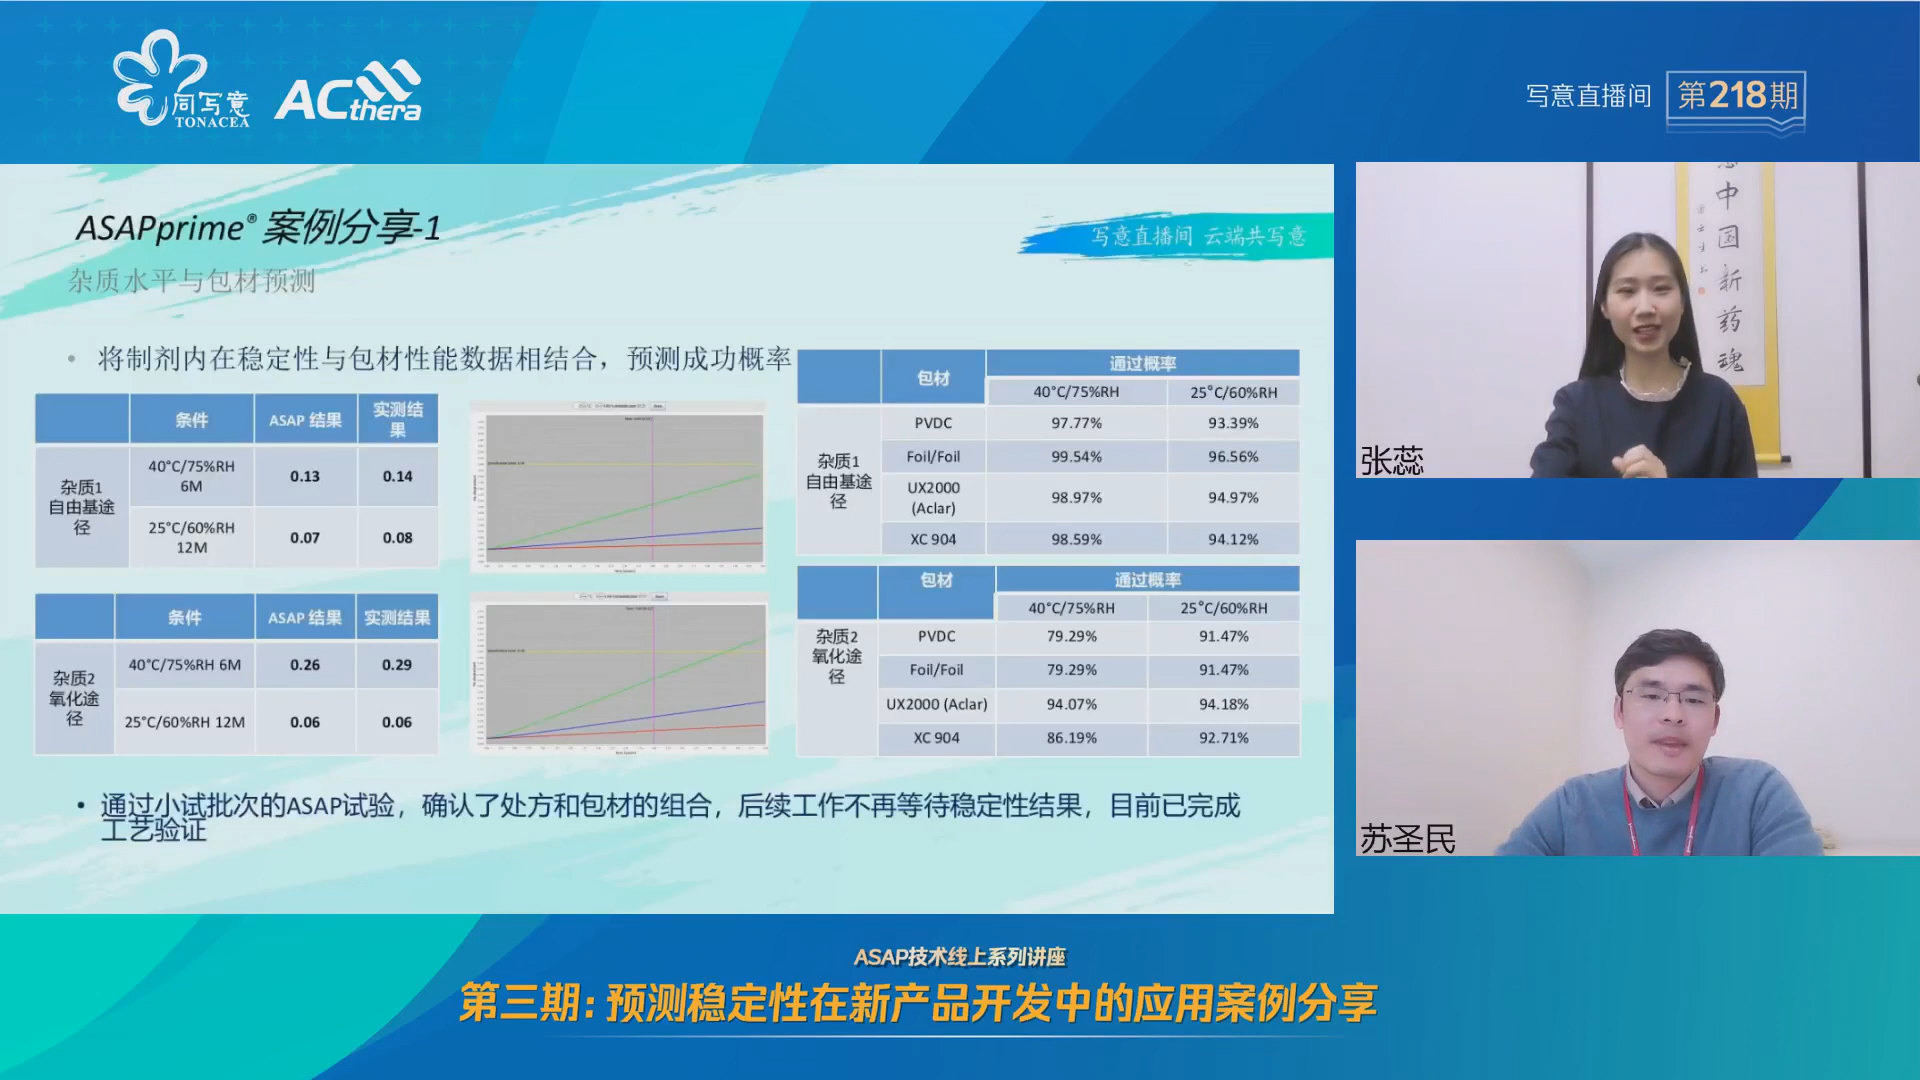 同写意
TONACEA
ACthera
写意直播间
第218期
ASAPprime® 案例分享-1
杂质水平与包材预测
写意直播间 云端共写意
• 将制剂内在稳定性与包材性能数据相结合，预测成功概率
条件 ASAP 结果 实测结果
杂质1 自由基途径
40°C/75%RH 6M 0.13 0.14
25°C/60%RH 12M 0.07 0.08
条件 ASAP 结果 实测结果
杂质2 氧化途径
40°C/75%RH 6M 0.26 0.29
25°C/60%RH 12M 0.06 0.06
包材 通过概率
40°C/75%RH 25°C/60%RH
杂质1 自由基途径
PVDC 97.77% 93.39%
Foil/Foil 99.54% 96.56%
UX2000 (Aclar) 98.97% 94.97%
XC 904 98.59% 94.12%
包材 通过概率
40°C/75%RH 25°C/60%RH
杂质2 氧化途径
PVDC 79.29% 91.47%
Foil/Foil 79.29% 91.47%
UX2000 (Aclar) 94.07% 94.18%
XC 904 86.19% 92.71%
• 通过小试批次的ASAP试验，确认了处方和包材的组合，后续工作不再等待稳定性结果，目前已完成
工艺验证
中国新药魂
张蕊
苏圣民
ASAP技术线上系列讲座
第三期：预测稳定性在新产品开发中的应用案例分享